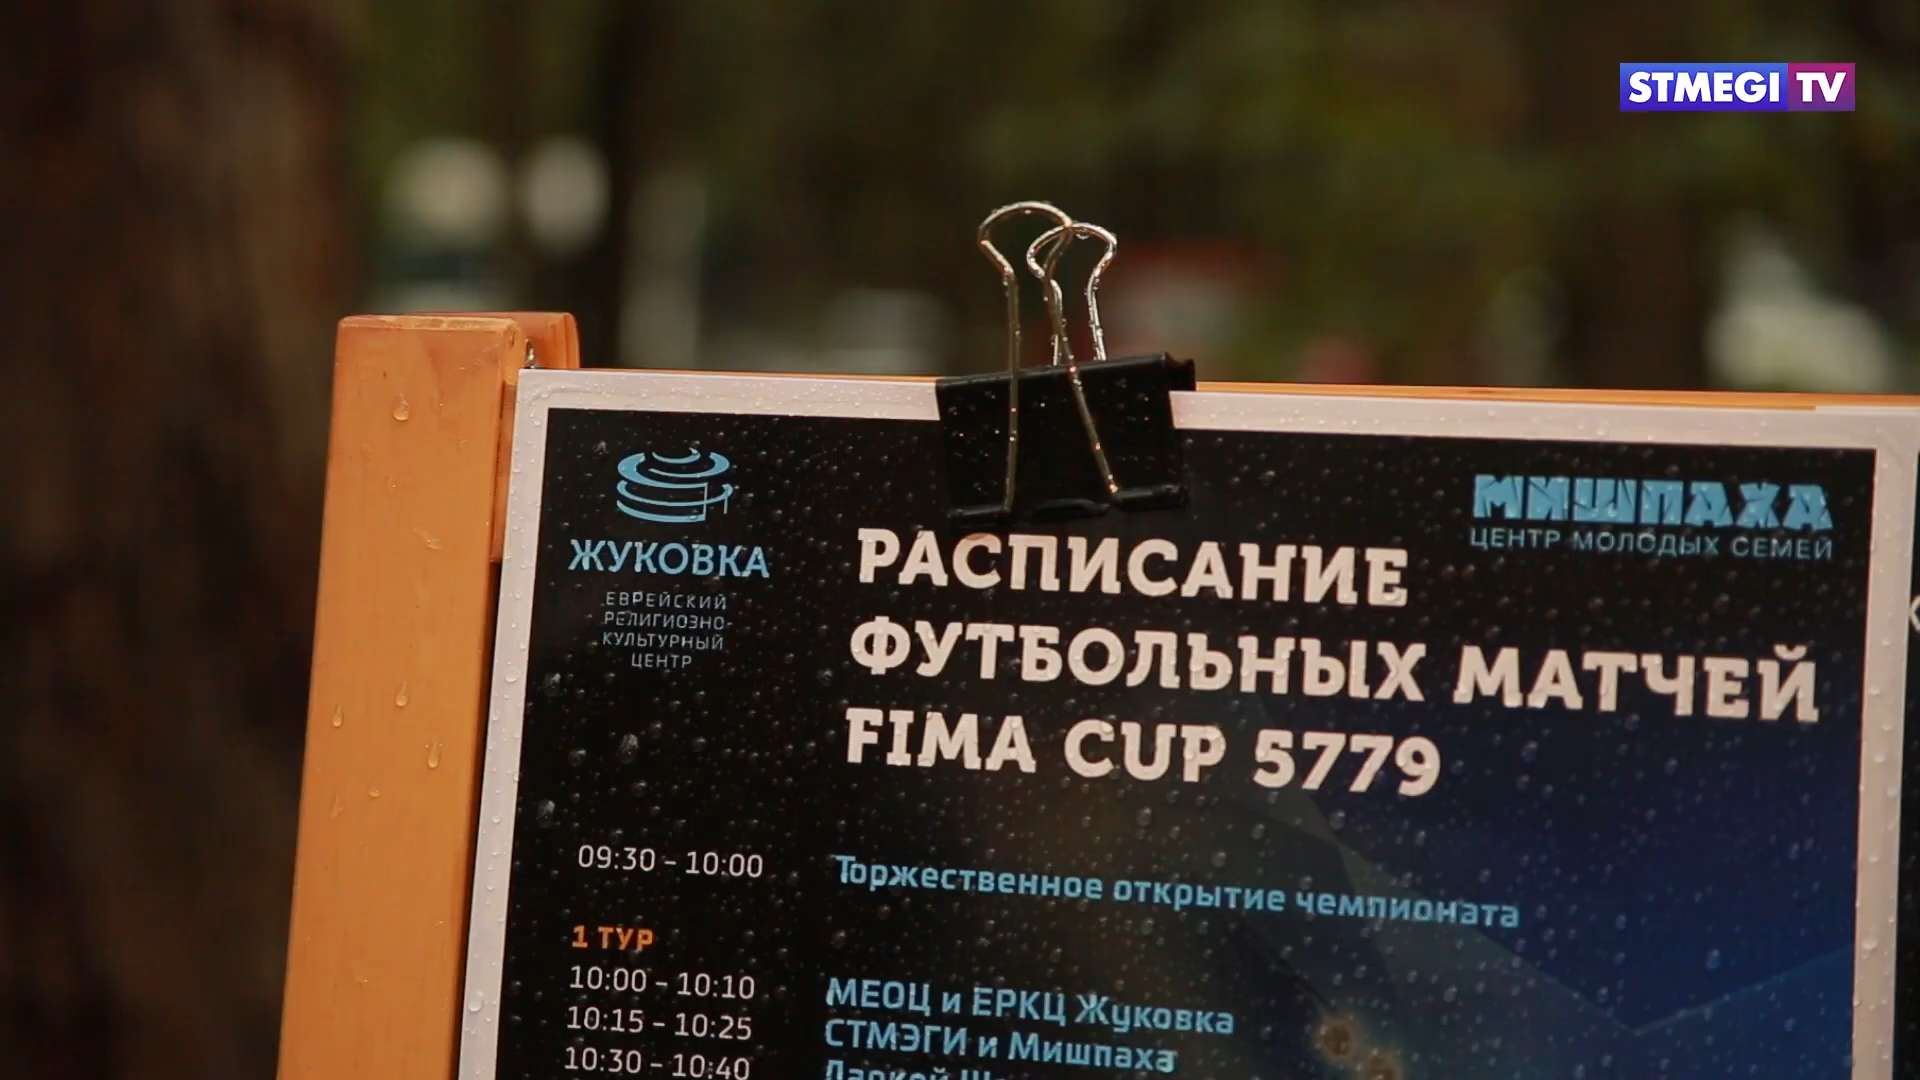 STMEGI TV
ЖУКОВКА
ЕВРЕЙСКИЙ
РЕЛИГИОЗНО-
КУЛЬТУРНЫЙ
ЦЕНТР
МИШПАХА
ЦЕНТР МОЛОДЫХ СЕМЕЙ
РАСПИСАНИЕ
ФУТБОЛЬНЫХ МАТЧЕЙ
FIMA CUP 5779
09:30 - 10:00 Торжественное открытие чемпионата
1 ТУР
10:00 - 10:10 МЕОЦ и ЕРКЦ Жуковка
10:15 - 10:25 СТМЭГИ и Мишпаха
10:30 - 10:40